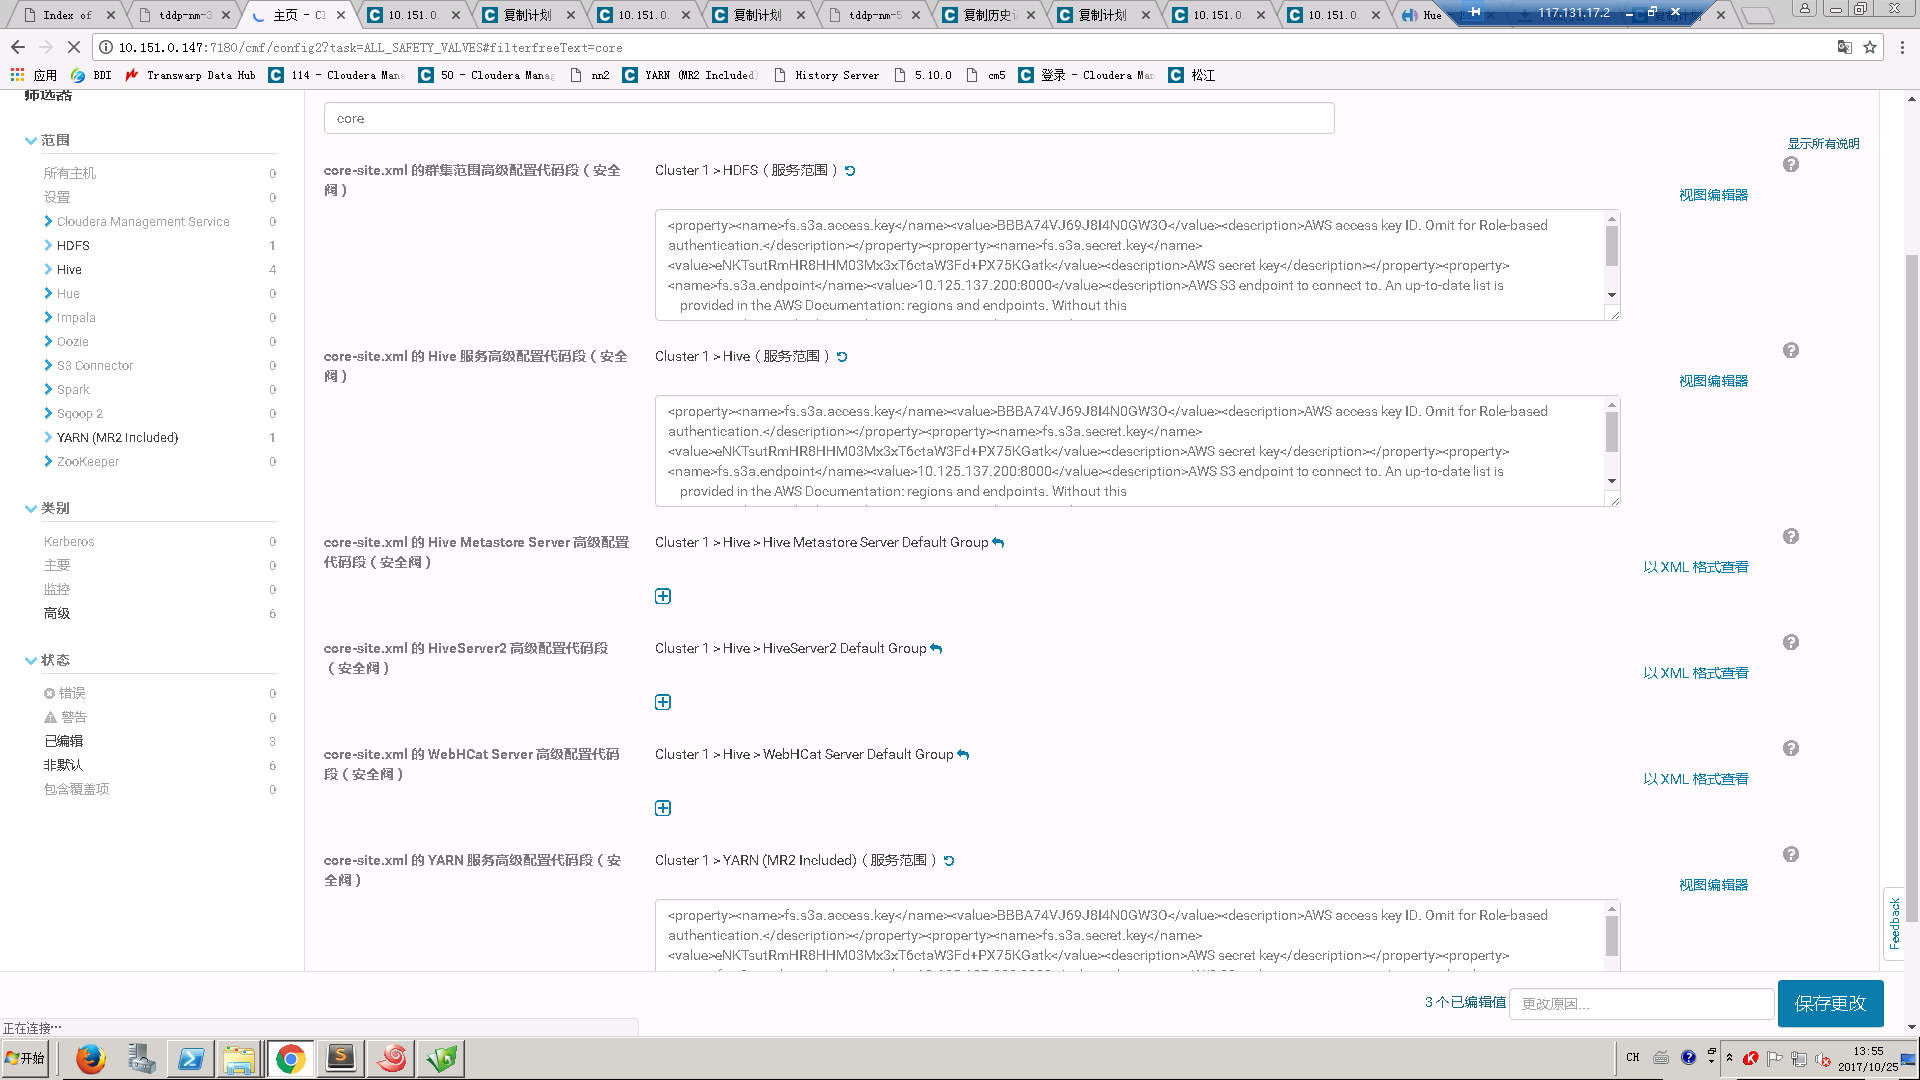 Index of
tddp-nm-3
主页 - Cl
10.151.0.
复制计划
10.151.0.
复制计划
tddp-nm-5
复制历史记
复制计划
10.151.0.
10.151.0.
Hue
117.131.17.2
10.151.0.147:7180/cmf/config2?task=ALL_SAFETY_VALVES#filterfreeText=core
应用
BDI
Transwarp Data Hub
114 - Cloudera Mana
50 - Cloudera Manag
nn2
YARN (MR2 Included)
History Server
5.10.0
cm5
登录 - Cloudera Man
松江
筛选器
范围
所有主机 0
设置 0
Cloudera Management Service 0
HDFS 1
Hive 4
Hue 0
Impala 0
Oozie 0
S3 Connector 0
Spark 0
Sqoop 2 0
YARN (MR2 Included) 1
ZooKeeper 0
类别
Kerberos 0
主要 0
监控 0
高级 6
状态
错误 0
警告 0
已编辑 3
非默认 6
包含覆盖项 0
core
显示所有说明
core-site.xml 的群集范围高级配置代码段（安全
阀）
Cluster 1 > HDFS（服务范围）
视图编辑器
<property><name>fs.s3a.access.key</name><value>BBBA74VJ69J8I4N0GW3O</value><description>AWS access key ID. Omit for Role-based
authentication.</description></property><property><name>fs.s3a.secret.key</name>
<value>eNKTsutRmHR8HHM03Mx3xT6ctaW3Fd+PX75KGatk</value><description>AWS secret key</description></property><property>
<name>fs.s3a.endpoint</name><value>10.125.137.200:8000</value><description>AWS S3 endpoint to connect to. An up-to-date list is
provided in the AWS Documentation: regions and endpoints. Without this
core-site.xml 的 Hive 服务高级配置代码段（安全
阀）
Cluster 1 > Hive（服务范围）
视图编辑器
<property><name>fs.s3a.access.key</name><value>BBBA74VJ69J8I4N0GW3O</value><description>AWS access key ID. Omit for Role-based
authentication.</description></property><property><name>fs.s3a.secret.key</name>
<value>eNKTsutRmHR8HHM03Mx3xT6ctaW3Fd+PX75KGatk</value><description>AWS secret key</description></property><property>
<name>fs.s3a.endpoint</name><value>10.125.137.200:8000</value><description>AWS S3 endpoint to connect to. An up-to-date list is
provided in the AWS Documentation: regions and endpoints. Without this
core-site.xml 的 Hive Metastore Server 高级配置
代码段（安全阀）
Cluster 1 > Hive > Hive Metastore Server Default Group
以 XML 格式查看
core-site.xml 的 HiveServer2 高级配置代码段
（安全阀）
Cluster 1 > Hive > HiveServer2 Default Group
以 XML 格式查看
core-site.xml 的 WebHCat Server 高级配置代码
段（安全阀）
Cluster 1 > Hive > WebHCat Server Default Group
以 XML 格式查看
core-site.xml 的 YARN 服务高级配置代码段（安
全阀）
Cluster 1 > YARN (MR2 Included)（服务范围）
视图编辑器
<property><name>fs.s3a.access.key</name><value>BBBA74VJ69J8I4N0GW3O</value><description>AWS access key ID. Omit for Role-based
authentication.</description></property><property><name>fs.s3a.secret.key</name>
<value>eNKTsutRmHR8HHM03Mx3xT6ctaW3Fd+PX75KGatk</value><description>AWS secret key</description></property><property>
Feedback
3 个已编辑值
更改原因...
保存更改
正在连接…
开始
CH
13:55
2017/10/25